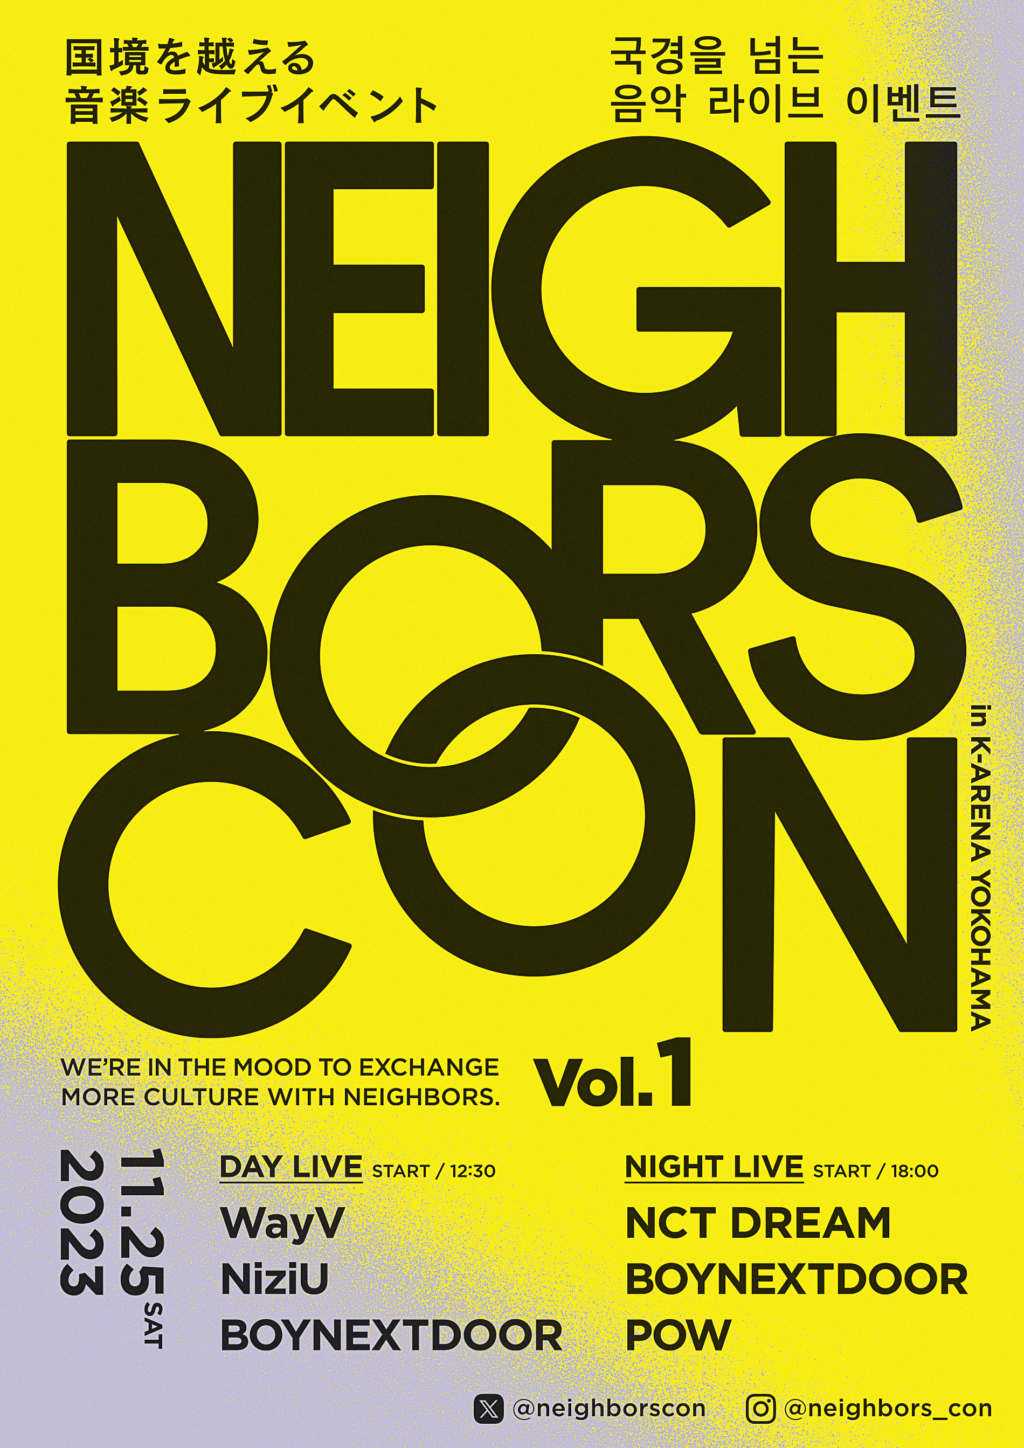 国境を越える
音楽ライブイベント
국경을 넘는
음악 라이브 이벤트
NEIGH
BORS
CON
in K-ARENA YOKOHAMA
WE'RE IN THE MOOD TO EXCHANGE
MORE CULTURE WITH NEIGHBORS.
Vol.1
11.25 SAT
2023
DAY LIVE START / 12:30
WayV
NiziU
BOYNEXTDOOR
NIGHT LIVE START / 18:00
NCT DREAM
BOYNEXTDOOR
POW
@neighborscon
@neighbors_con